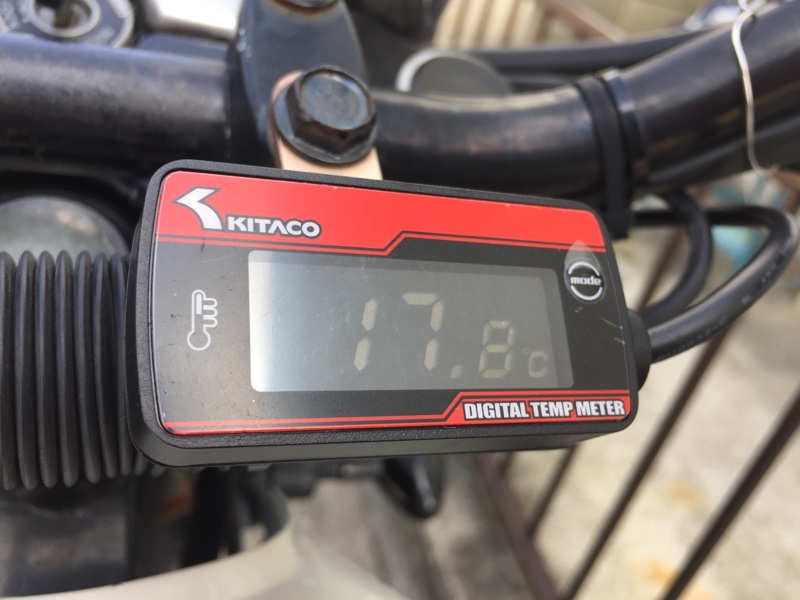 KITACO
mode
17.8°C
DIGITAL TEMP METER